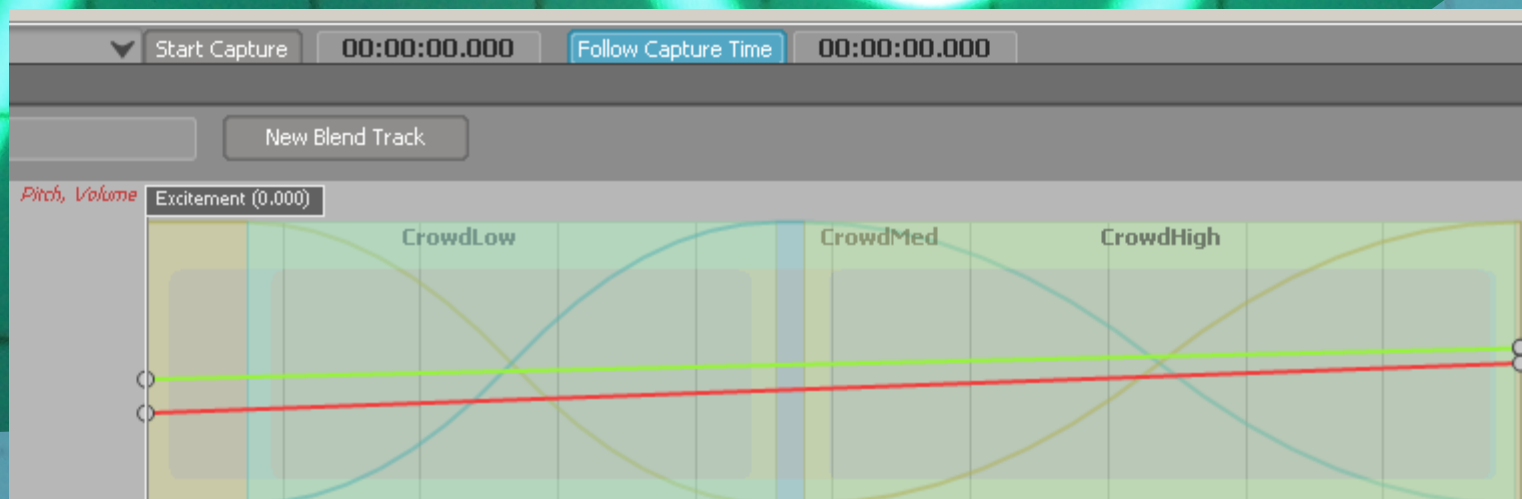 Start Capture 00:00:00.000 Follow Capture Time 00:00:00.000
New Blend Track
Pitch, Volume Excitement (0.000)
CrowdLow CrowdMed CrowdHigh